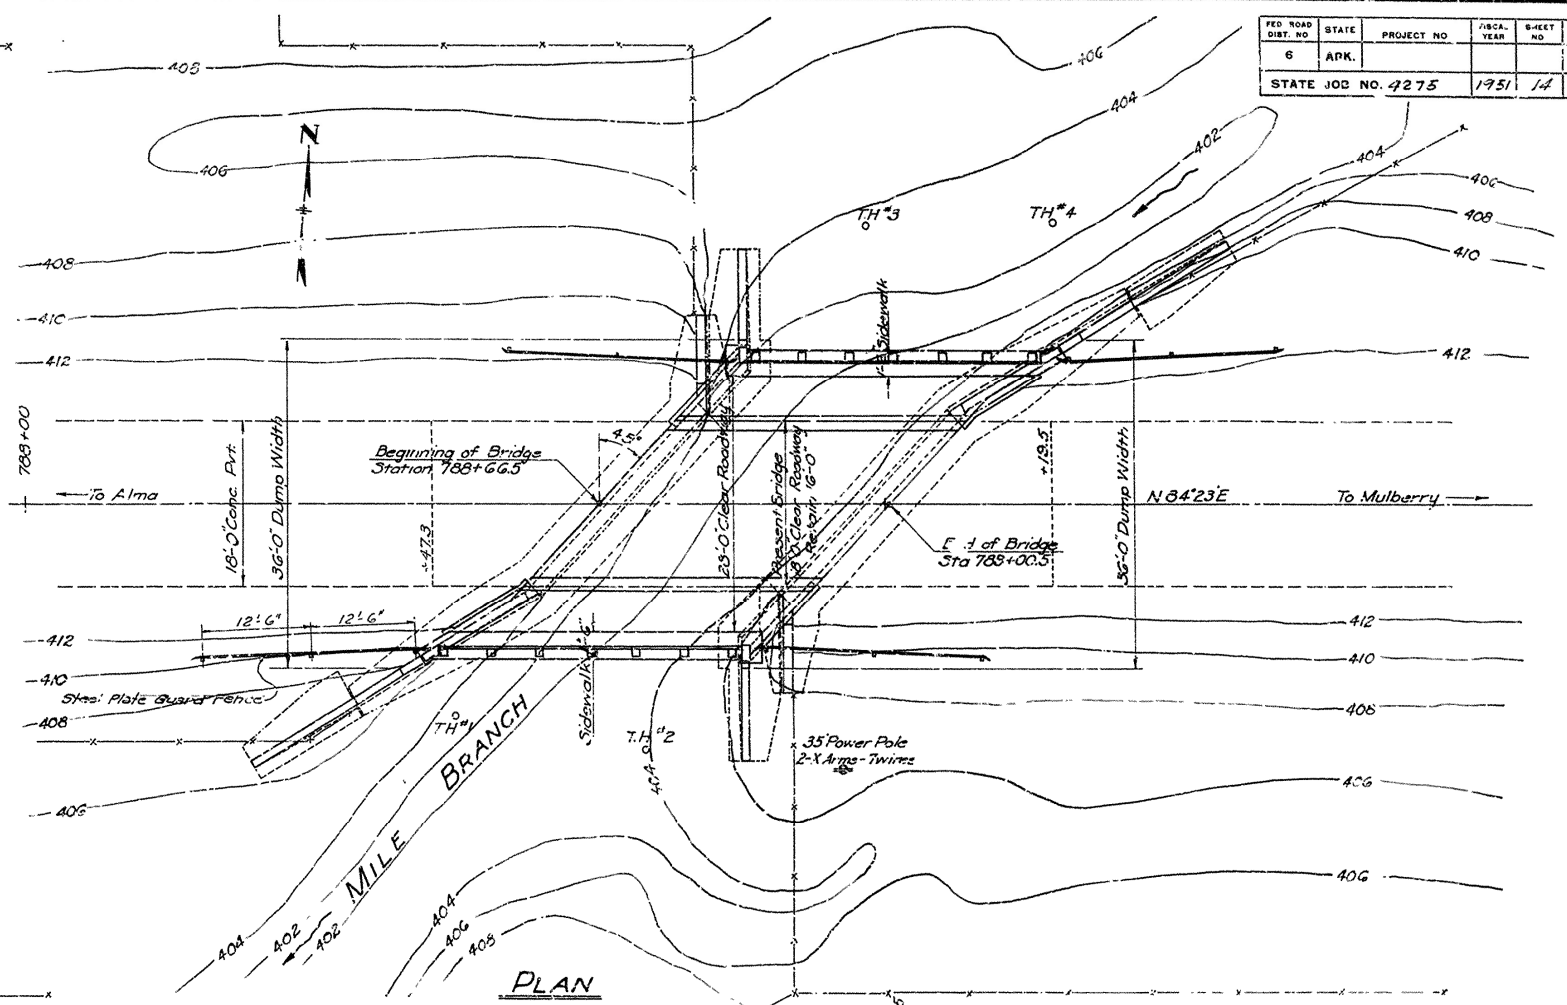 FED ROAD DIST. NO
STATE
PROJECT NO
FISCAL YEAR
SHEET NO
6
ARK.
STATE JOB NO. 4275
1951
14
408
406
404
402
404
406
408
410
406
N
TH#3
TH#4
408
410
412
Sidewalk
412
788+00
To Alma
18'-0" Conc. Pvt.
36'-0" Dump Width
45°
Beginning of Bridge
Station 788+66.5
+47.3
28'-0" Clear Roadway
Present Bridge
18'-0" Clear Roadway
16'-0"
+19.5
36'-0" Dump Width
N 84°23'E
To Mulberry
of Bridge
12'-6"
12'-6"
412
410
408
Steel Plate Guard Fence
412
410
408
TH#1
Sidewalk
T.H #2
MILE BRANCH
404
35' Power Pole
2-X Arms - Twires
406
406
406
404
402
402
404
406
408
PLAN